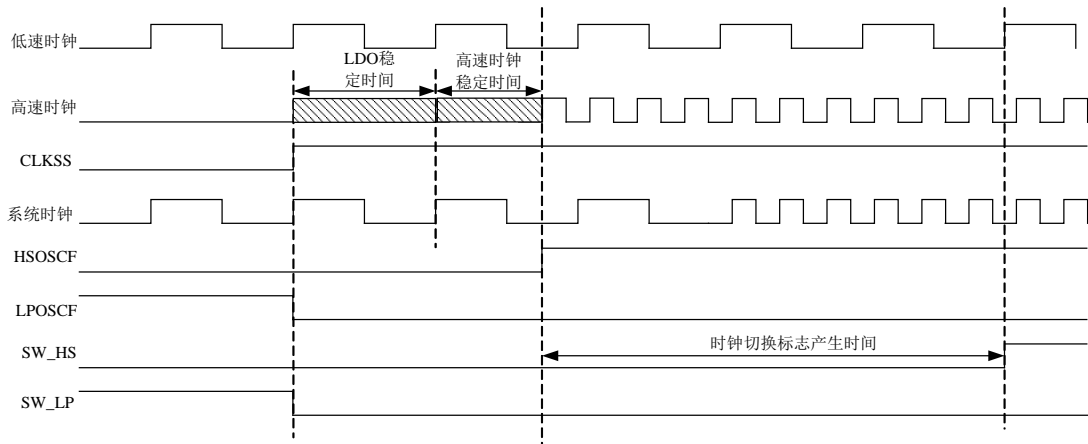 低速时钟
LDO稳
定时间
高速时钟
稳定时间
高速时钟
CLKSS
系统时钟
HSOSCF
LPOSCF
SW_HS
时钟切换标志产生时间
SW_LP